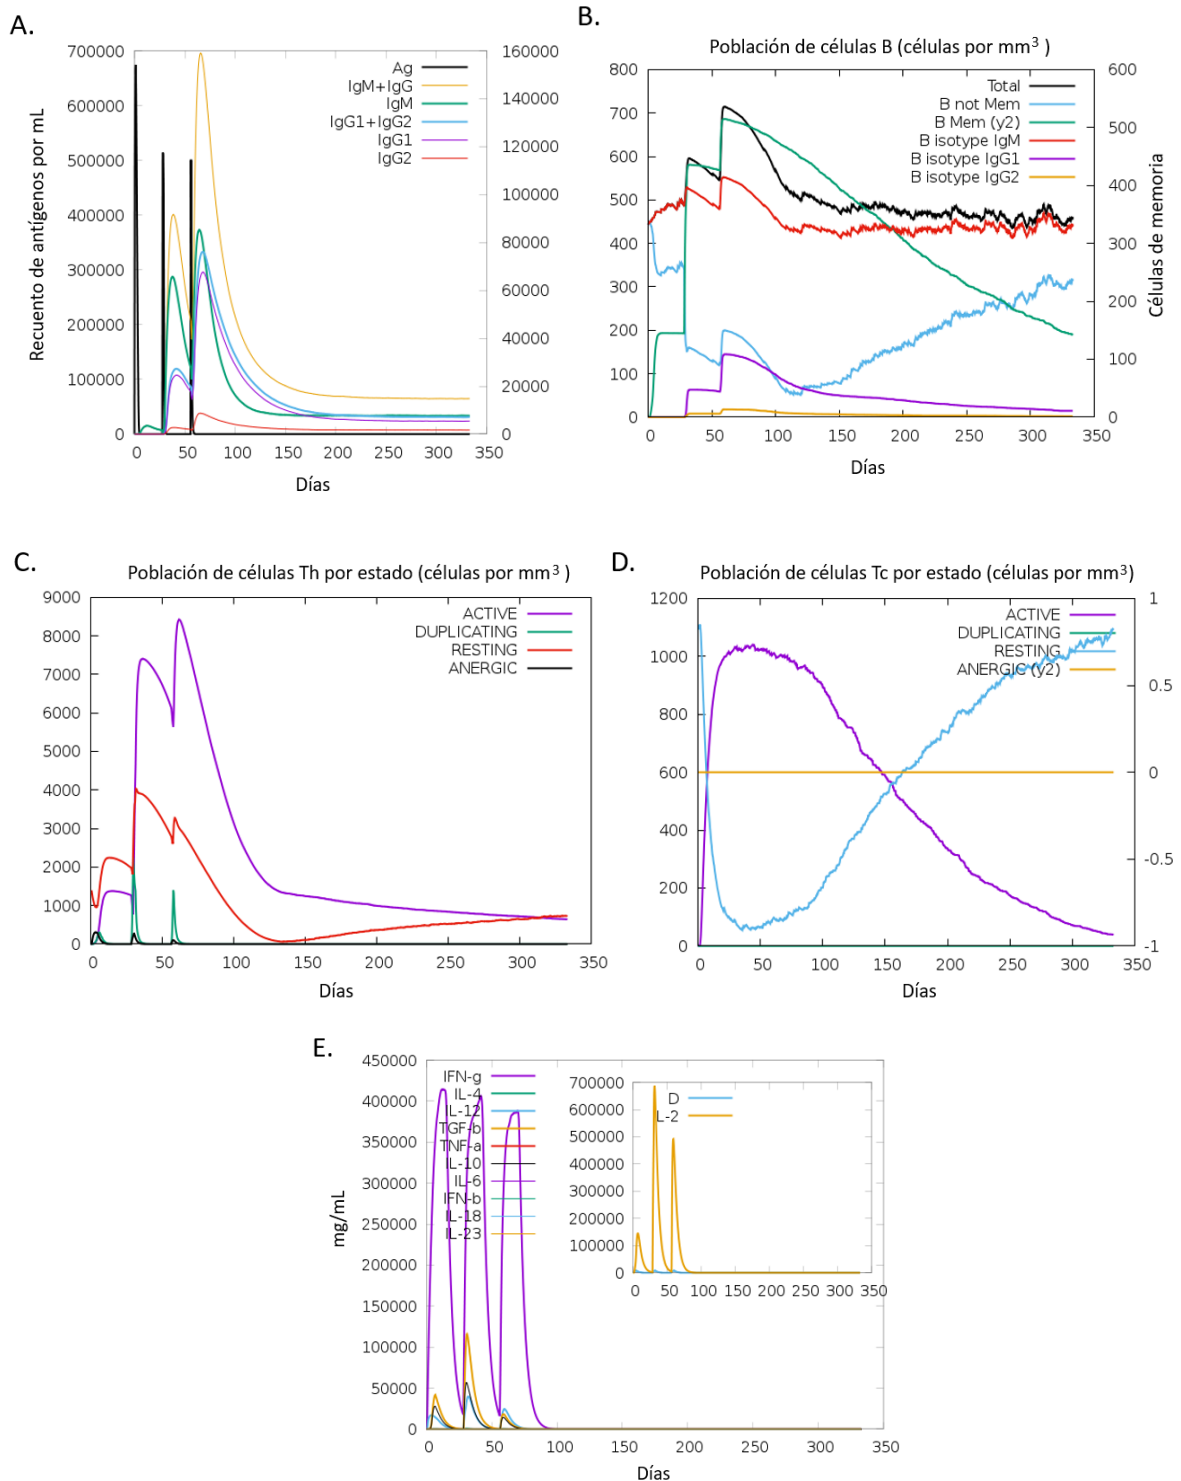 A.
700000
600000
500000
400000
300000
200000
100000
0
160000
140000
120000
100000
80000
60000
40000
20000
0
Ag
IgM+IgG
IgM
IgG1+IgG2
IgG1
IgG2
0 50 100 150 200 250 300 350
Recuento de antígenos por mL
Días
B.
Población de células B (células por mm3 )
800
700
600
500
400
300
200
100
0
600
500
400
300
200
100
0
Total
B not Mem
B Mem (y2)
B isotype IgM
B isotype IgG1
B isotype IgG2
0 50 100 150 200 250 300 350
Células de memoria
Días
C.
Población de células Th por estado (células por mm3 )
9000
8000
7000
6000
5000
4000
3000
2000
1000
0
ACTIVE
DUPLICATING
RESTING
ANERGIC
0 50 100 150 200 250 300 350
Días
D.
Población de células Tc por estado (células por mm3)
1200
1000
800
600
400
200
0
1
0.5
0
-0.5
-1
ACTIVE
DUPLICATING
RESTING
ANERGIC (y2)
0 50 100 150 200 250 300 350
Días
E.
450000
400000
350000
300000
250000
200000
150000
100000
50000
0
mg/mL
IFN-g
IL-4
IL-12
TGF-b
TNF-a
IL-10
IL-6
IFN-b
IL-18
IL-23
0 50 100 150 200 250 300 350
700000
600000
500000
400000
300000
200000
100000
0
D
L-2
0 50 100 150 200 250 300 350
Días